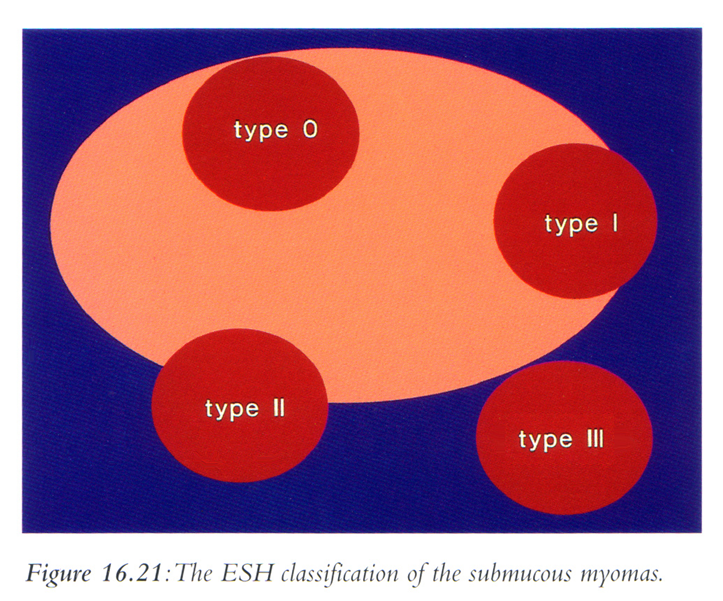 type 0
type I
type II
type III
Figure 16.21: The ESH classification of the submucous myomas.